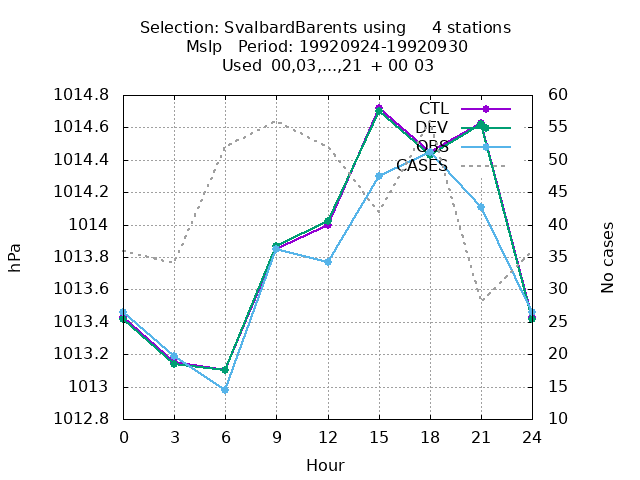 Selection: SvalbardBarents using     4 stations
Mslp   Period: 19920924-19920930
Used  00,03,...,21  + 00 03
1014.8
1014.6
1014.4
1014.2
1014
1013.8
1013.6
1013.4
1013.2
1013
1012.8
60
55
50
45
40
35
30
25
20
15
10
CTL
DEV
OBS
CASES
hPa
No cases
0 3 6 9 12 15 18 21 24
Hour